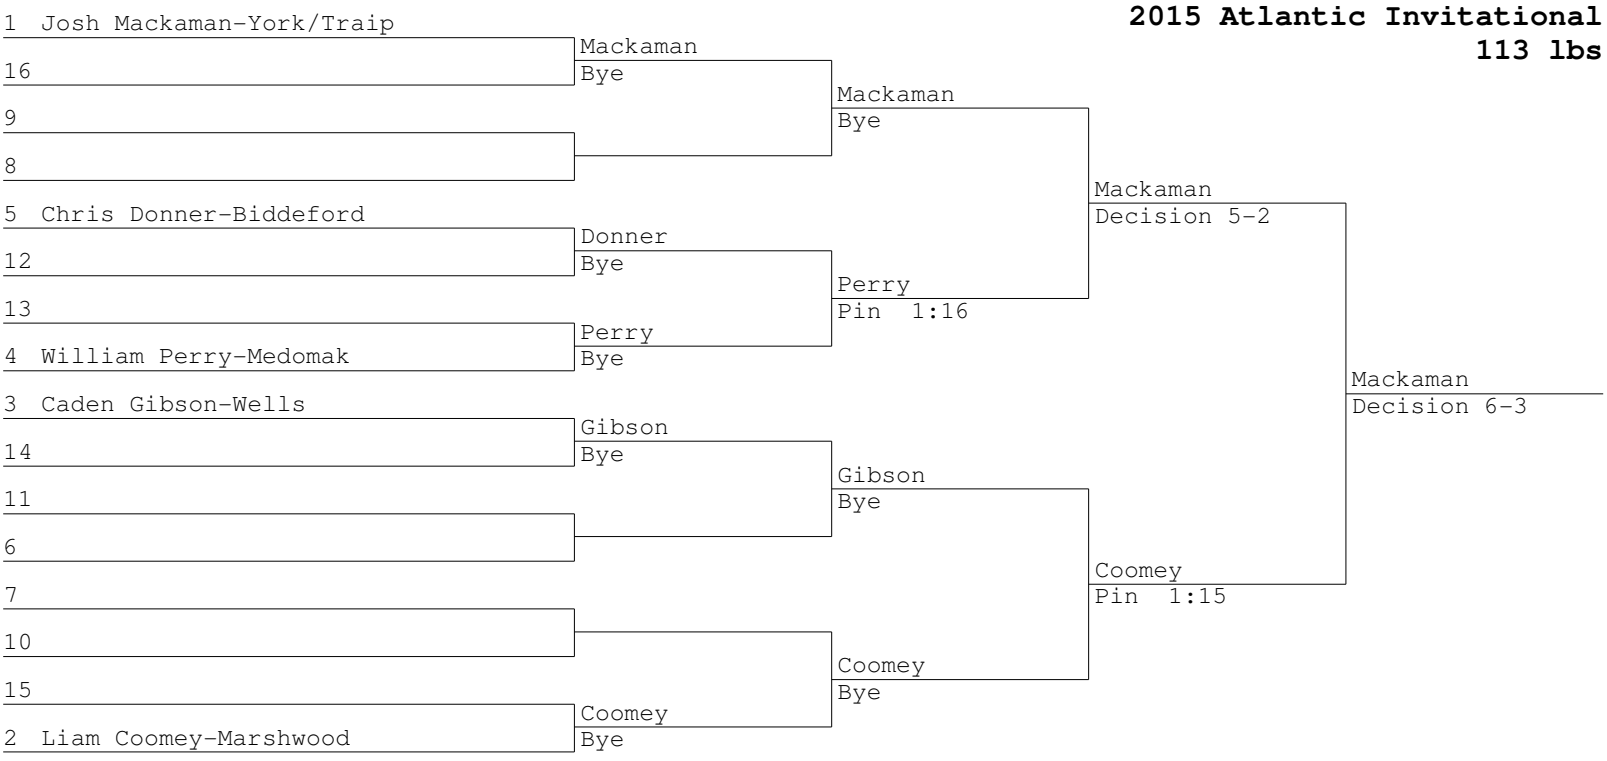 2015 Atlantic Invitational
113 lbs
1 Josh Mackaman-York/Traip
16
9
8
5 Chris Donner-Biddeford
12
13
4 William Perry-Medomak
3 Caden Gibson-Wells
14
11
6
7
10
15
2 Liam Coomey-Marshwood
Mackaman
Bye
Donner
Bye
Perry
Bye
Gibson
Bye
Coomey
Bye
Mackaman
Bye
Perry
Pin 1:16
Gibson
Bye
Coomey
Bye
Mackaman
Decision 5-2
Coomey
Pin 1:15
Mackaman
Decision 6-3